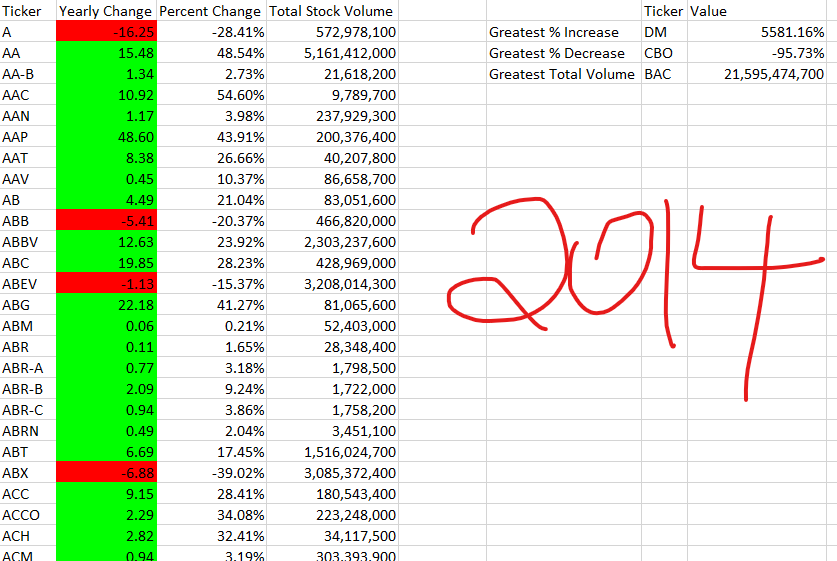 Ticker Yearly Change Percent Change Total Stock Volume Ticker Value
A -16.25 -28.41% 572,978,100 Greatest % Increase DM 5581.16%
AA 15.48 48.54% 5,161,412,000 Greatest % Decrease CBO -95.73%
AA-B 1.34 2.73% 21,618,200 Greatest Total Volume BAC 21,595,474,700
AAC 10.92 54.60% 9,789,700
AAN 1.17 3.98% 237,929,300
AAP 48.60 43.91% 200,376,400
AAT 8.38 26.66% 40,207,800
AAV 0.45 10.37% 86,658,700
AB 4.49 21.04% 83,051,600
ABB -5.41 -20.37% 466,820,000
ABBV 12.63 23.92% 2,303,237,600
ABC 19.85 28.23% 428,969,000
ABEV -1.13 -15.37% 3,208,014,300
ABG 22.18 41.27% 81,065,600
ABM 0.06 0.21% 52,403,000
ABR 0.11 1.65% 28,348,400
ABR-A 0.77 3.18% 1,798,500
ABR-B 2.09 9.24% 1,722,000
ABR-C 0.94 3.86% 1,758,200
ABRN 0.49 2.04% 3,451,100
ABT 6.69 17.45% 1,516,024,700
ABX -6.88 -39.02% 3,085,372,400
ACC 9.15 28.41% 180,543,400
ACCO 2.29 34.08% 223,248,000
ACH 2.82 32.41% 34,117,500
ACM 0.94 3.19% 303,393,900
2014